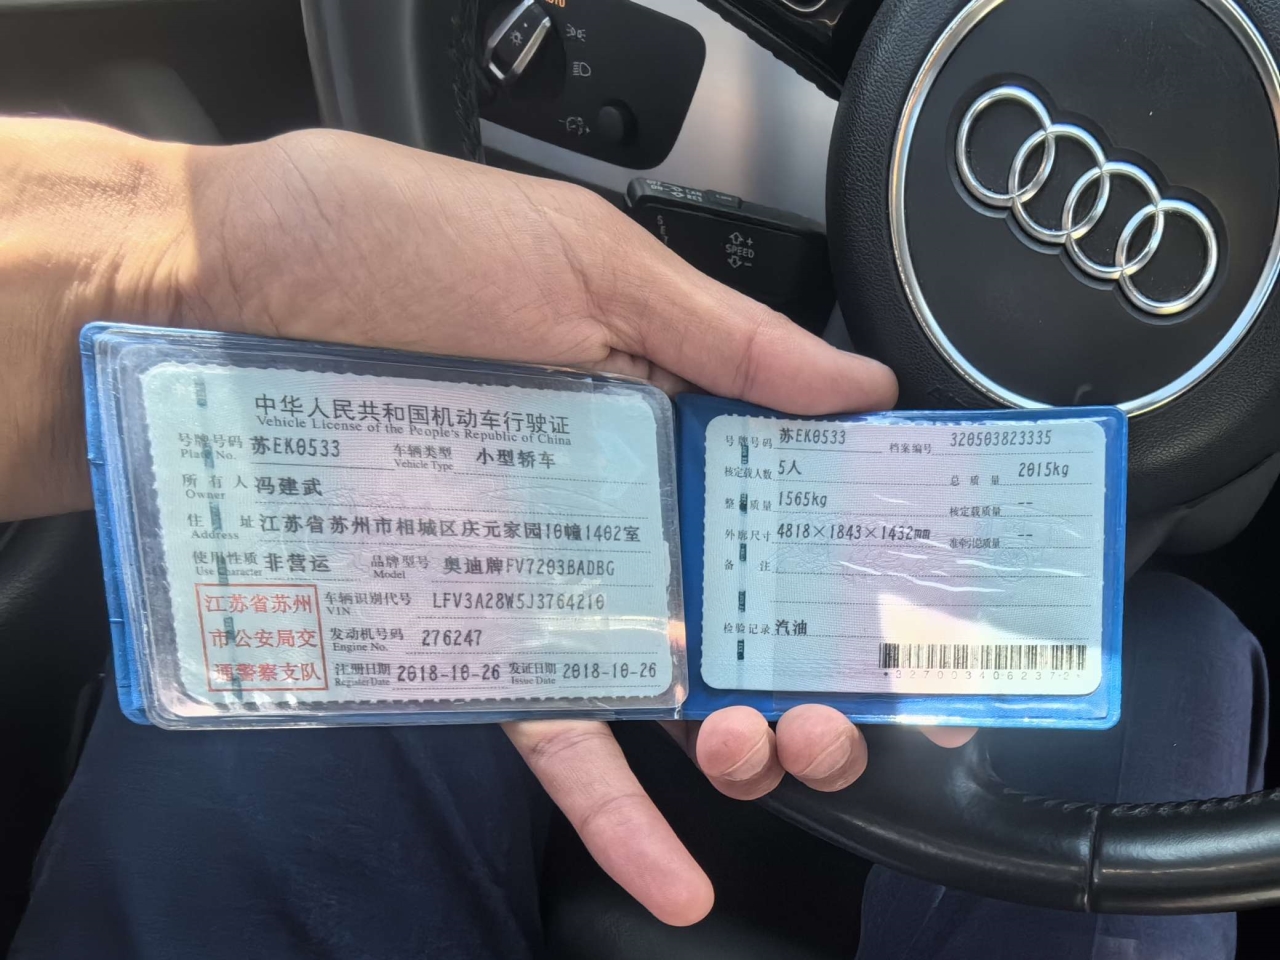 AUTO
SET
SPEED
中华人民共和国机动车行驶证
Vehicle License of the People's Republic of China
号牌号码 苏EK0533 车辆类型 小型轿车
Plate No. Vehicle Type
所有人 冯建武
Owner
住址 江苏省苏州市相城区庆元家园10幢1402室
Address
使用性质 非营运 品牌型号 奥迪牌FV7203BADBG
Use Character Model
江苏省苏州
市公安局交
通警察支队
车辆识别代号 LFV3A28W5J3764210
VIN
发动机号码 276247
Engine No.
注册日期 2018-10-26 发证日期 2018-10-26
Register Date Issue Date
号牌号码 苏EK0533 档案编号 320503823335
核定载人数 5人 总质量 2015kg
整备质量 1565kg 核定载质量 --
外廓尺寸 4818×1843×1432mm 准牵引总质量 --
备注
检验记录 汽油
*3270034062372*